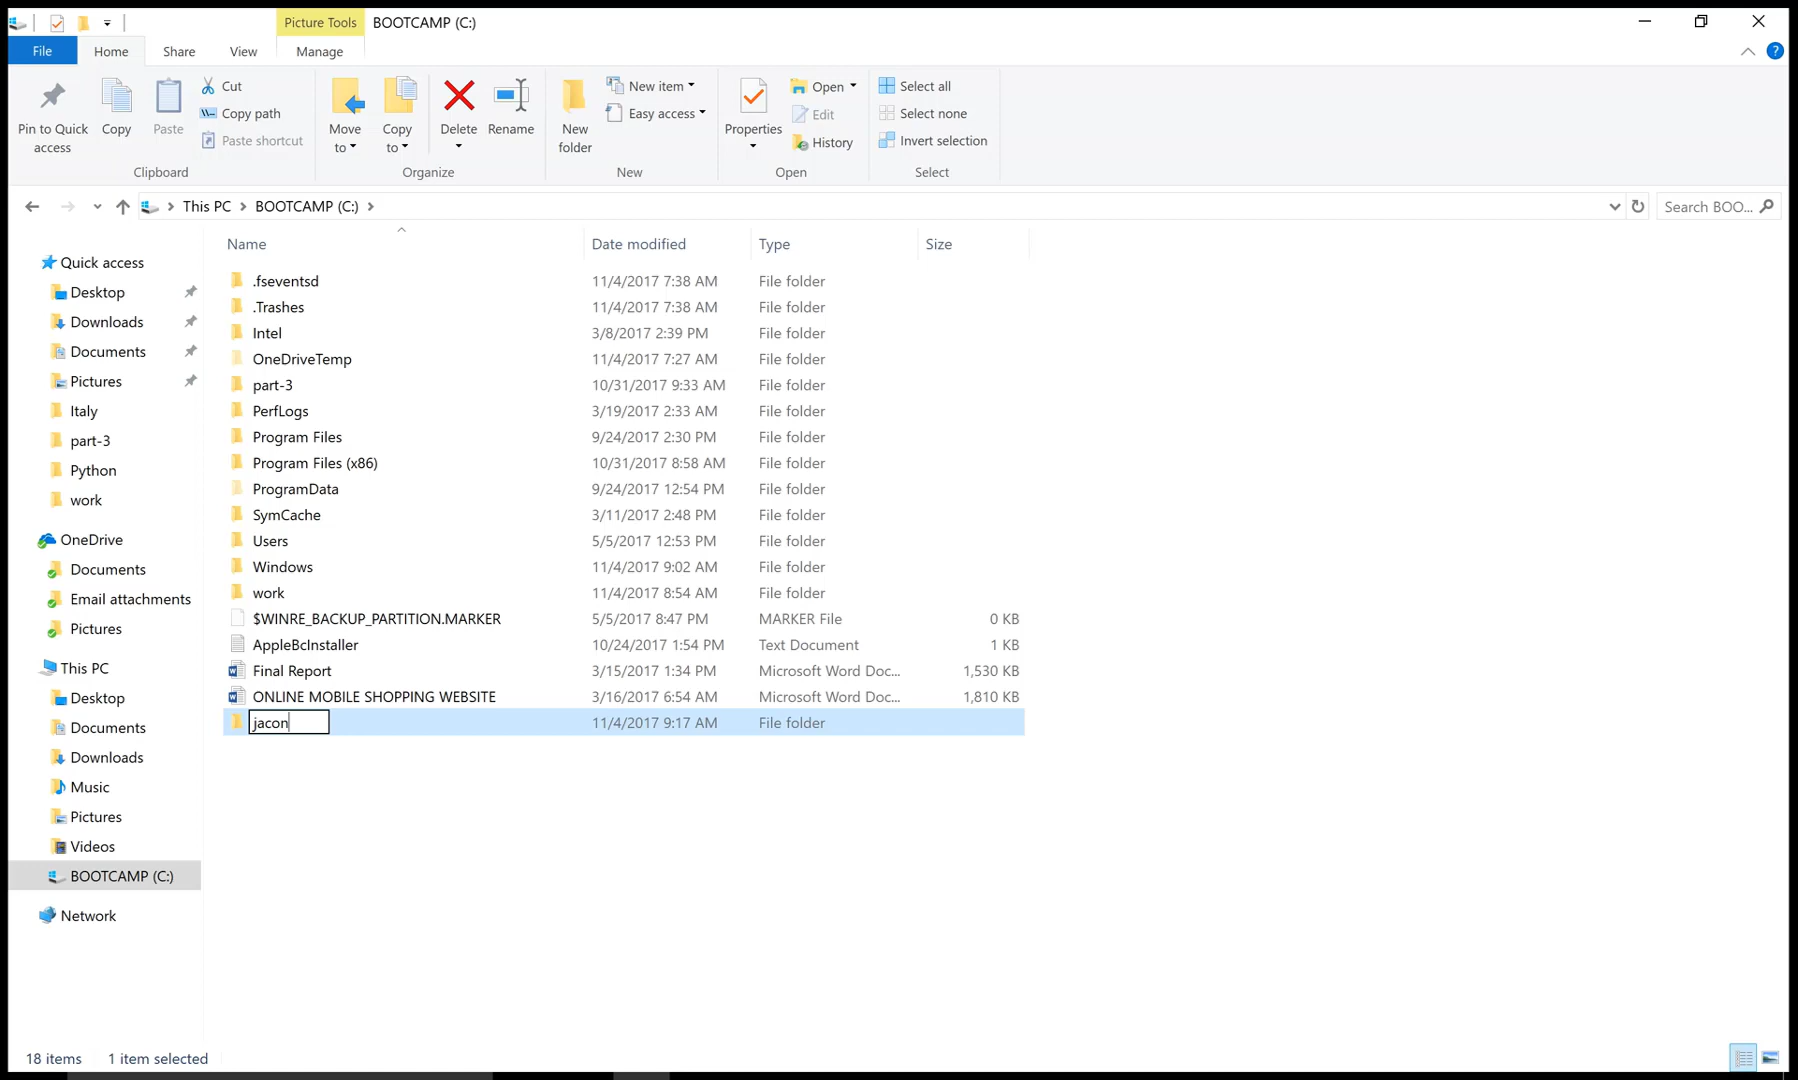 Picture Tools BOOTCAMP (C:)
File Home Share View Manage
Pin to Quick access
Copy
Paste
Cut
Copy path
Paste shortcut
Clipboard
Move to
Copy to
Delete
Rename
Organize
New folder
New item
Easy access
New
Properties
Open
Edit
History
Open
Select all
Select none
Invert selection
Select
This PC BOOTCAMP (C:)
Search BOO...
Quick access
Desktop
Downloads
Documents
Pictures
Italy
part-3
Python
work
OneDrive
Documents
Email attachments
Pictures
This PC
Desktop
Documents
Downloads
Music
Pictures
Videos
BOOTCAMP (C:)
Network
Name Date modified Type Size
.fseventsd 11/4/2017 7:38 AM File folder
.Trashes 11/4/2017 7:38 AM File folder
Intel 3/8/2017 2:39 PM File folder
OneDriveTemp 11/4/2017 7:27 AM File folder
part-3 10/31/2017 9:33 AM File folder
PerfLogs 3/19/2017 2:33 AM File folder
Program Files 9/24/2017 2:30 PM File folder
Program Files (x86) 10/31/2017 8:58 AM File folder
ProgramData 9/24/2017 12:54 PM File folder
SymCache 3/11/2017 2:48 PM File folder
Users 5/5/2017 12:53 PM File folder
Windows 11/4/2017 9:02 AM File folder
work 11/4/2017 8:54 AM File folder
$WINRE_BACKUP_PARTITION.MARKER 5/5/2017 8:47 PM MARKER File 0 KB
AppleBcInstaller 10/24/2017 1:54 PM Text Document 1 KB
Final Report 3/15/2017 1:34 PM Microsoft Word Doc... 1,530 KB
ONLINE MOBILE SHOPPING WEBSITE 3/16/2017 6:54 AM Microsoft Word Doc... 1,810 KB
jacon 11/4/2017 9:17 AM File folder
18 items 1 item selected